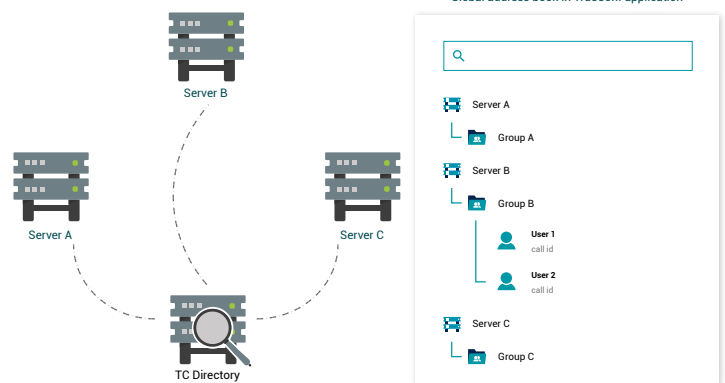 Server B
Server A
Server C
TC Directory
Server A
Group A
Server B
Group B
User 1
call id
User 2
call id
Server C
Group C